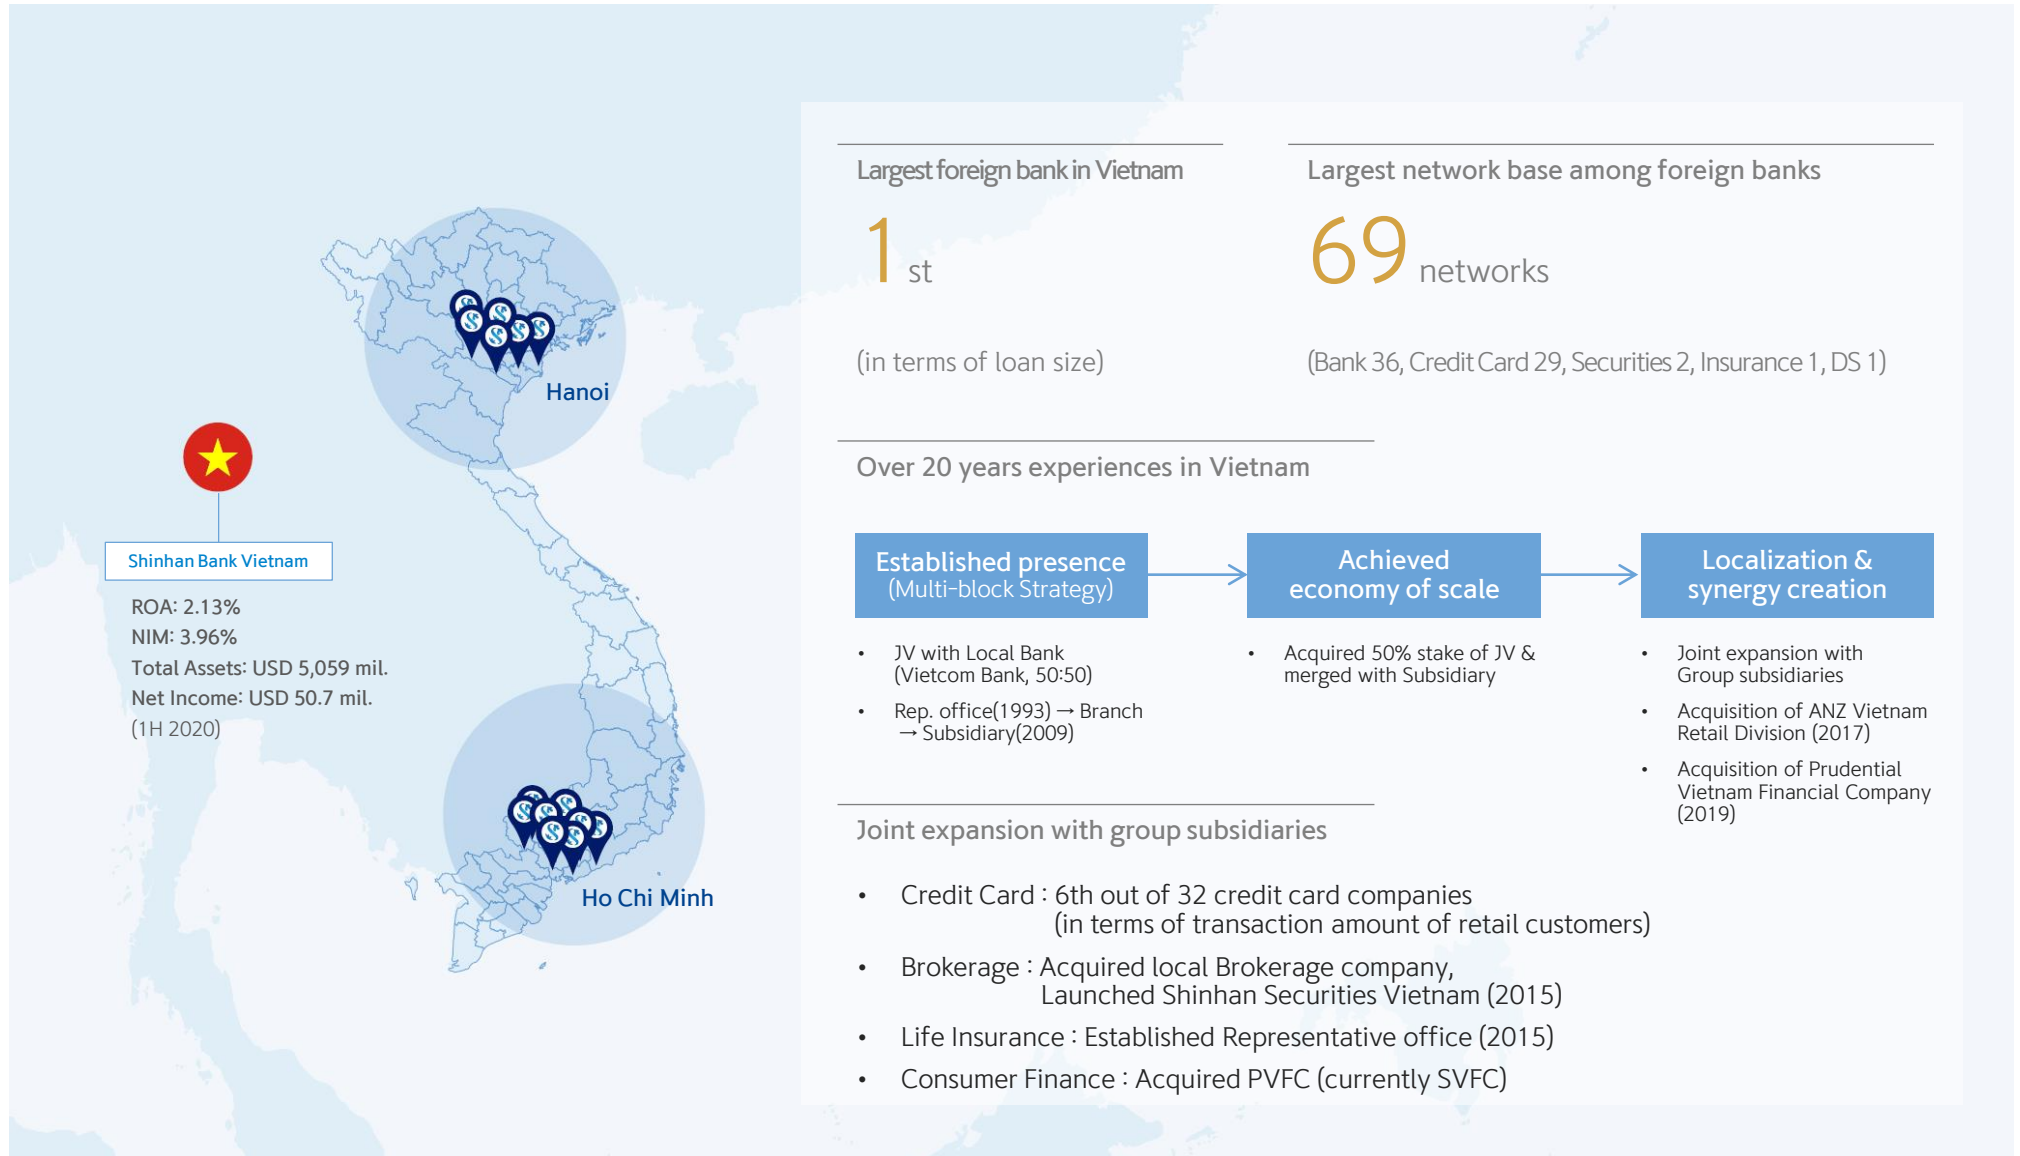 Hanoi
Shinhan Bank Vietnam
ROA: 2.13%
NIM: 3.96%
Total Assets: USD 5,059 mil.
Net Income: USD 50.7 mil.
(1H 2020)
Ho Chi Minh
Largest foreign bank in Vietnam
1 st
(in terms of loan size)
Largest network base among foreign banks
69 networks
(Bank 36, Credit Card 29, Securities 2, Insurance 1, DS 1)
Over 20 years experiences in Vietnam
Established presence
(Multi-block Strategy)
• JV with Local Bank
(Vietcom Bank, 50:50)
• Rep. office(1993) → Branch
→ Subsidiary(2009)
Achieved
economy of scale
• Acquired 50% stake of JV &
merged with Subsidiary
Localization &
synergy creation
• Joint expansion with
Group subsidiaries
• Acquisition of ANZ Vietnam
Retail Division (2017)
• Acquisition of Prudential
Vietnam Financial Company
(2019)
Joint expansion with group subsidiaries
• Credit Card : 6th out of 32 credit card companies
(in terms of transaction amount of retail customers)
• Brokerage : Acquired local Brokerage company,
Launched Shinhan Securities Vietnam (2015)
• Life Insurance : Established Representative office (2015)
• Consumer Finance : Acquired PVFC (currently SVFC)